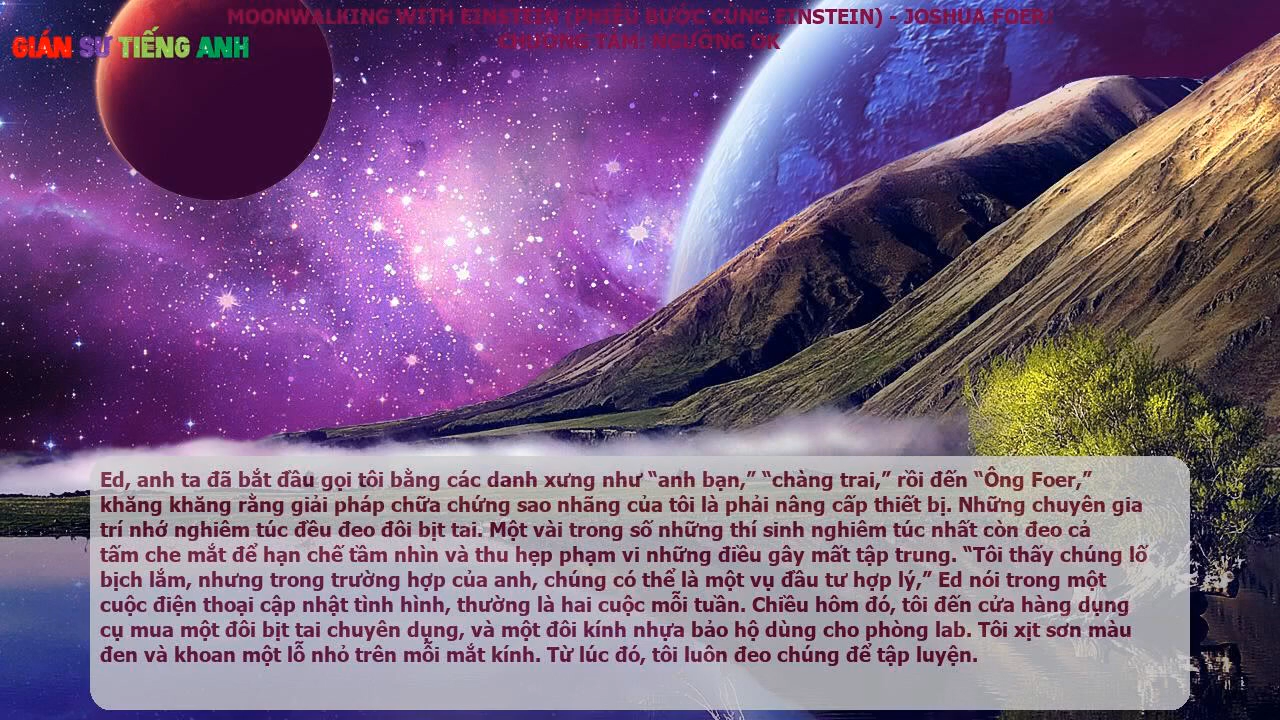 MOONWALKING WITH EINSTEIN (PHIÊU BƯỚC CÙNG EINSTEIN) - JOSHUA FOER/
CHƯƠNG TÁM: NGƯỠNG OK
GIÁN SỨ TIẾNG ANH
Ed, anh ta đã bắt đầu gọi tôi bằng các danh xưng như “anh bạn,” “chàng trai,” rồi đến “Ông Foer,”
khăng khăng rằng giải pháp chữa chứng sao nhãng của tôi là phải nâng cấp thiết bị. Những chuyên gia
trí nhớ nghiêm túc đều đeo đôi bịt tai. Một vài trong số những thí sinh nghiêm túc nhất còn đeo cả
tấm che mắt để hạn chế tầm nhìn và thu hẹp phạm vi những điều gây mất tập trung. “Tôi thấy chúng lố
bịch lắm, nhưng trong trường hợp của anh, chúng có thể là một vụ đầu tư hợp lý,” Ed nói trong một
cuộc điện thoại cập nhật tình hình, thường là hai cuộc mỗi tuần. Chiều hôm đó, tôi đến cửa hàng dụng
cụ mua một đôi bịt tai chuyên dụng, và một đôi kính nhựa bảo hộ dùng cho phòng lab. Tôi xịt sơn màu
đen và khoan một lỗ nhỏ trên mỗi mắt kính. Từ lúc đó, tôi luôn đeo chúng để tập luyện.